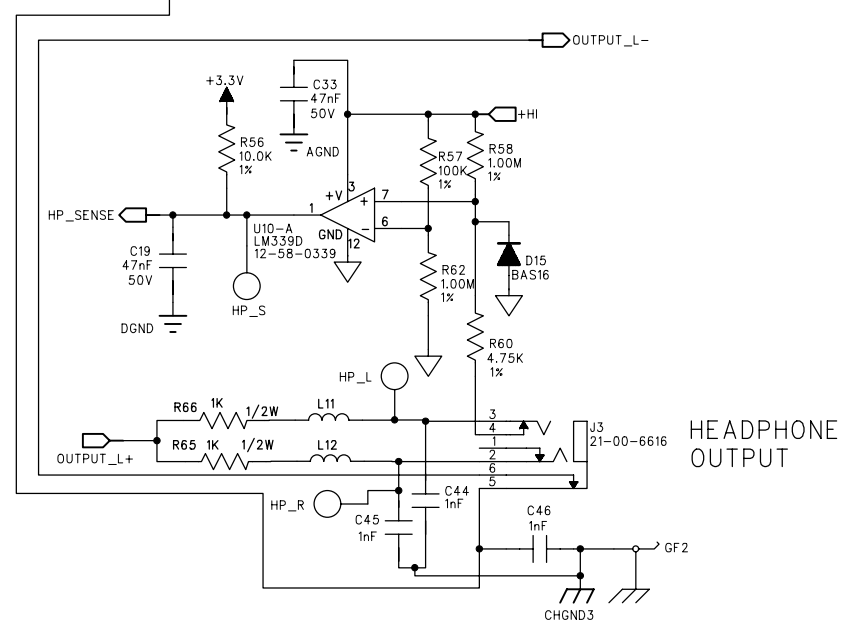 OUTPUT_L-
+3.3V
C33
47nF
50V
+HI
R56
10.0K
1%
AGND
R57
100K
1%
R58
1.00M
1%
3
+V
7
+
HP_SENSE
1
6
-
U10-A
LM339D
12-58-0339
GND
12
C19
47nF
50V
HP_S
DGND
R62
1.00M
1%
D15
BAS16
R60
4.75K
1%
HP_L
R66
1K
1/2W
L11
3
4
J3
21-00-6616
HEADPHONE
OUTPUT
R65
1K
1/2W
L12
1
2
OUTPUT_L+
6
5
HP_R
C44
1nF
C45
1nF
C46
1nF
GF2
CHGND3